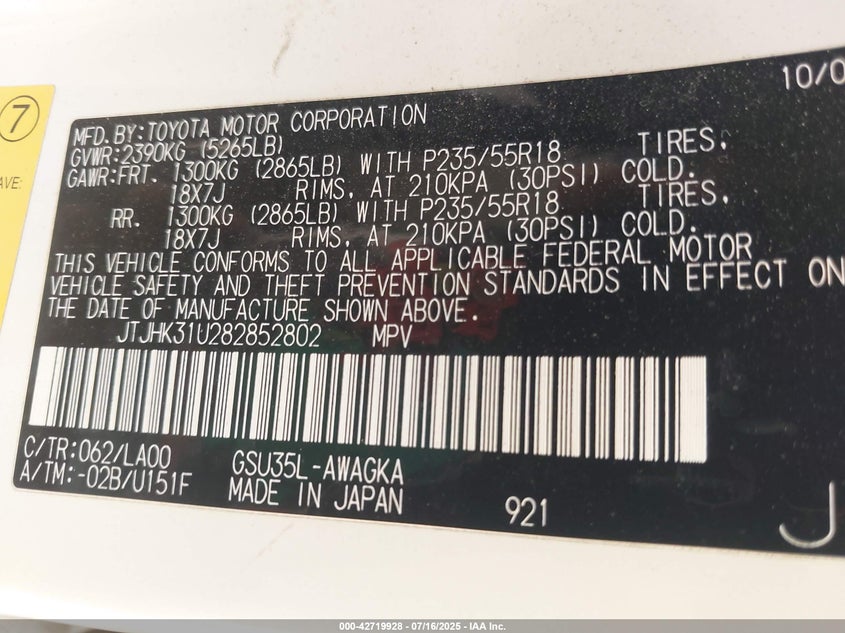 7
AVE:
10/0
MFD.BY:TOYOTA MOTOR CORPORATION
GVWR:2390KG (5265LB)
GAWR:FRT. 1300KG (2865LB) WITH P235/55R18 TIRES,
18X7J RIMS, AT 210KPA (30PSI) COLD.
RR. 1300KG (2865LB) WITH P235/55R18 TIRES,
18X7J RIMS, AT 210KPA (30PSI) COLD.
THIS VEHICLE CONFORMS TO ALL APPLICABLE FEDERAL MOTOR
VEHICLE SAFETY AND THEFT PREVENTION STANDARDS IN EFFECT ON
THE DATE OF MANUFACTURE SHOWN ABOVE.
JTJHK31U282852802 MPV
C/TR:062/LA00 GSU35L-AWAGKA
A/TM:-02B/U151F MADE IN JAPAN 921
J
000-42719928 - 07/16/2025 - IAA Inc.